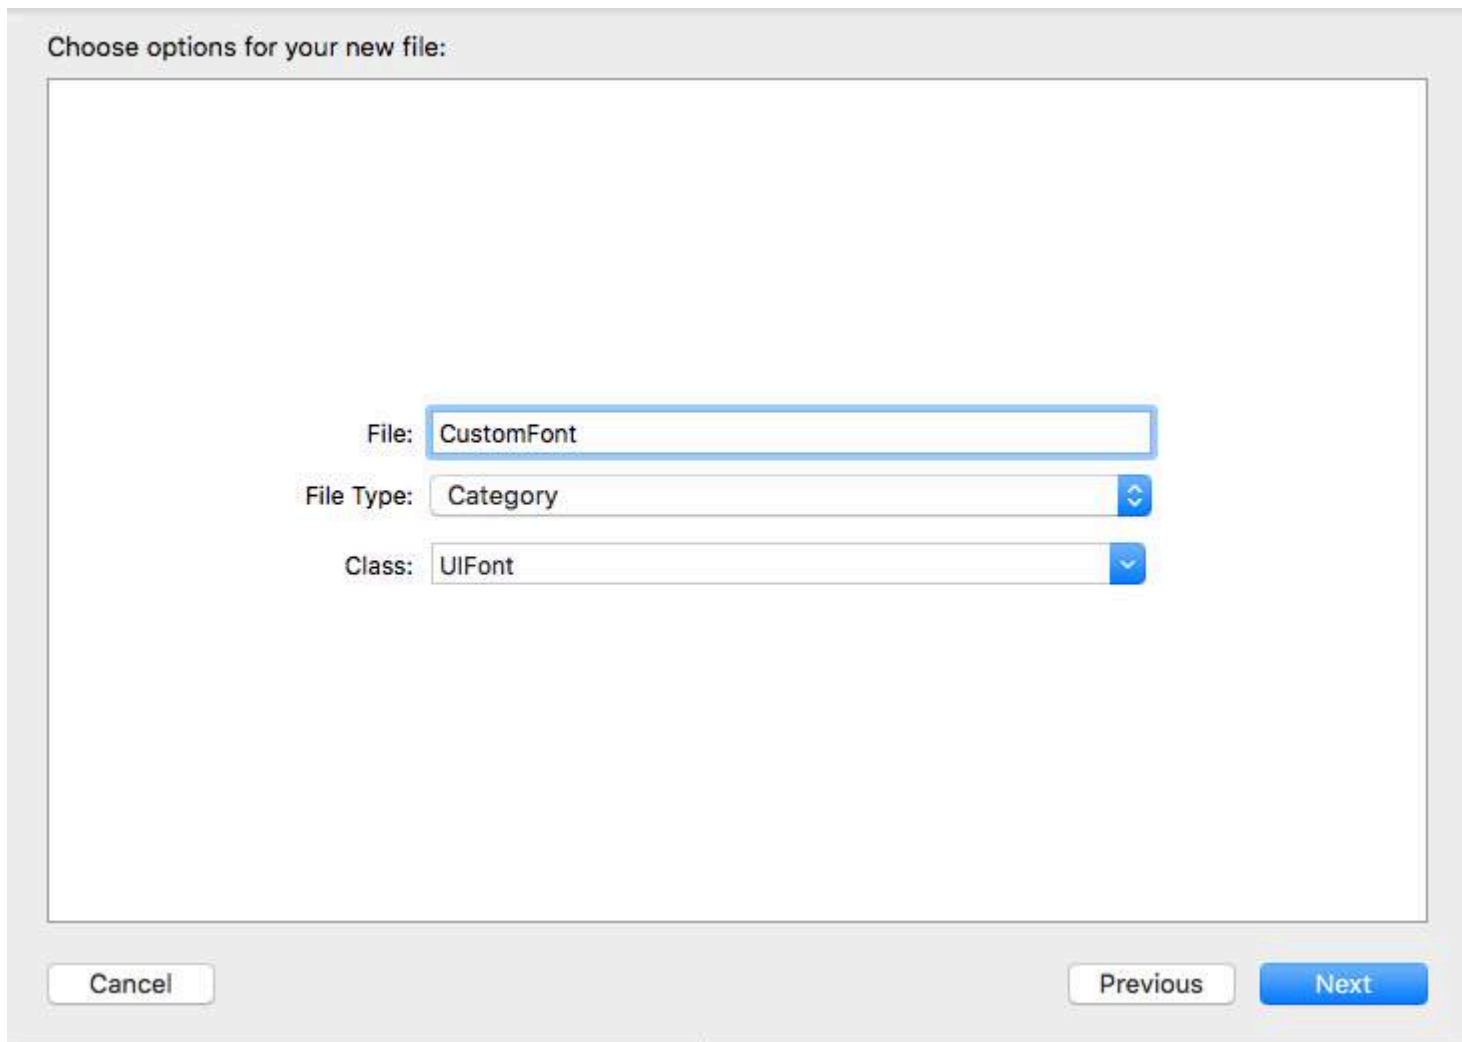 Choose options for your new file:
File: CustomFont
File Type: Category
Class: UIFont
Cancel Previous Next